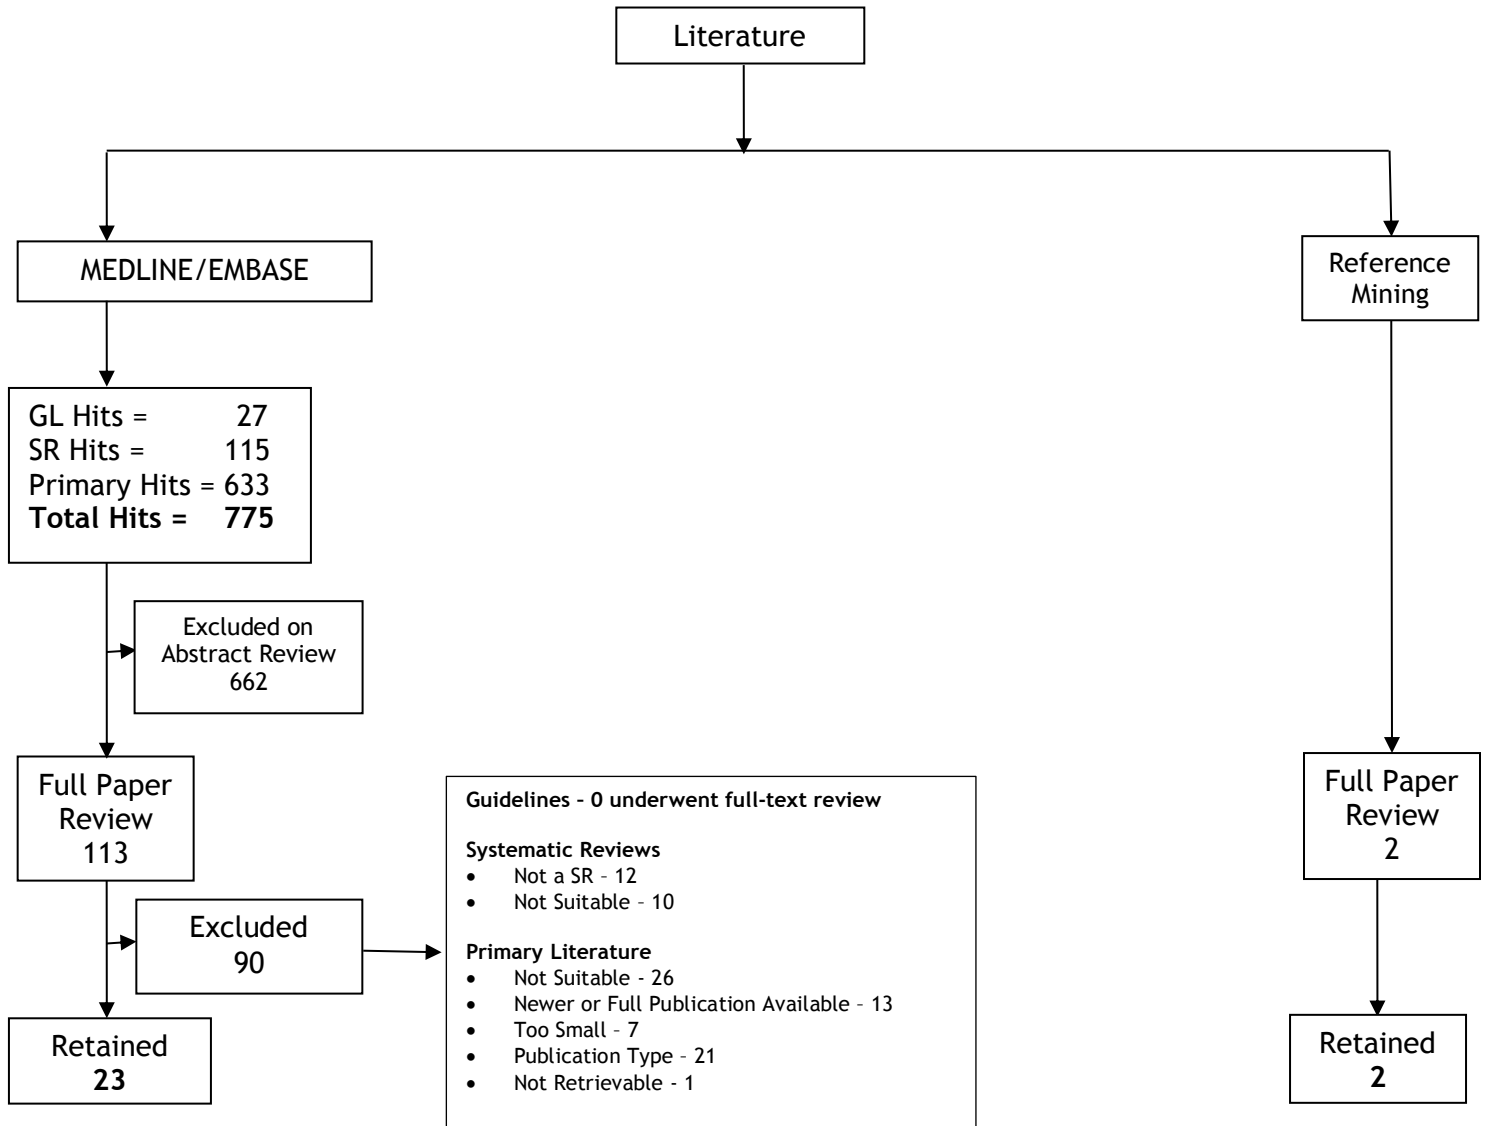 Literature
MEDLINE/EMBASE
Reference
Mining
GL Hits = 27
SR Hits = 115
Primary Hits = 633
Total Hits = 775
Excluded on
Abstract Review
662
Full Paper
Review
113
Full Paper
Review
2
Excluded
90
Guidelines – 0 underwent full-text review
Systematic Reviews
• Not a SR – 12
• Not Suitable – 10
Primary Literature
• Not Suitable - 26
• Newer or Full Publication Available – 13
• Too Small – 7
• Publication Type – 21
• Not Retrievable - 1
Retained
23
Retained
2